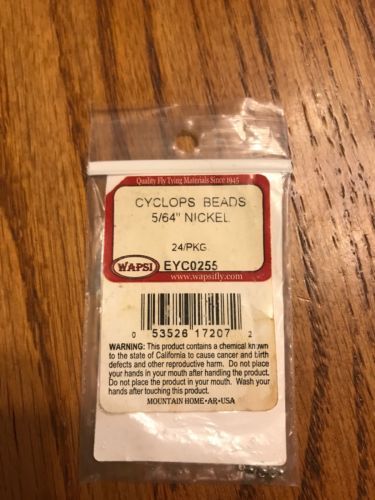 Quality Fly Tying Materials Since 1945
CYCLOPS BEADS
5/64" NICKEL
24/PKG
WAPSI EYC0255
www.wapsifly.com
0 53526 17207 2
WARNING: This product contains a chemical known
to the state of California to cause cancer and birth
defects and other reproductive harm. Do not place
your hands in your mouth after handling the product.
Do not place the product in your mouth. Wash your
hands after touching this product.
MOUNTAIN HOME•AR•USA